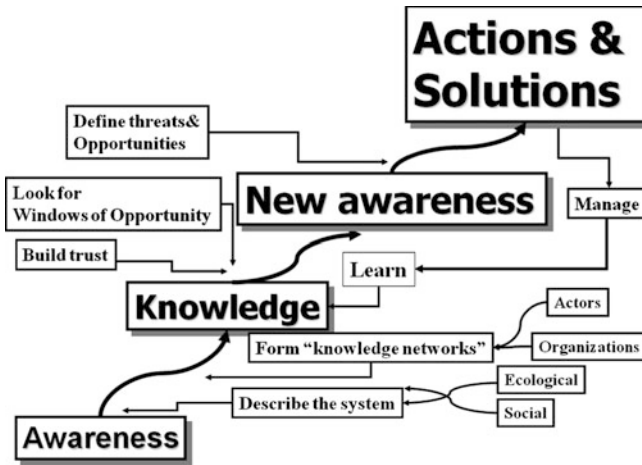 Actions &
Solutions
Define threats&
Opportunities
New awareness
Look for
Windows of Opportunity
Manage
Build trust
Learn
Knowledge
Actors
Form “knowledge networks”
Organizations
Ecological
Describe the system
Social
Awareness